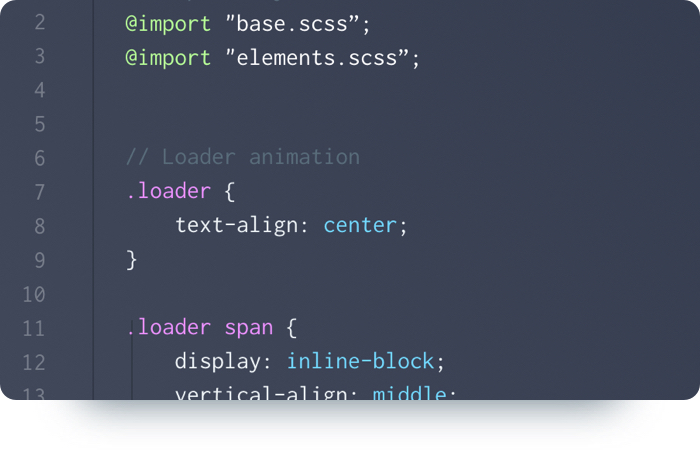 2 @import "base.scss”;
3 @import "elements.scss”;
4
5
6 // Loader animation
7 .loader {
8 text-align: center;
9 }
10
11 .loader span {
12 display: inline-block;
13 vertical-align: middle;